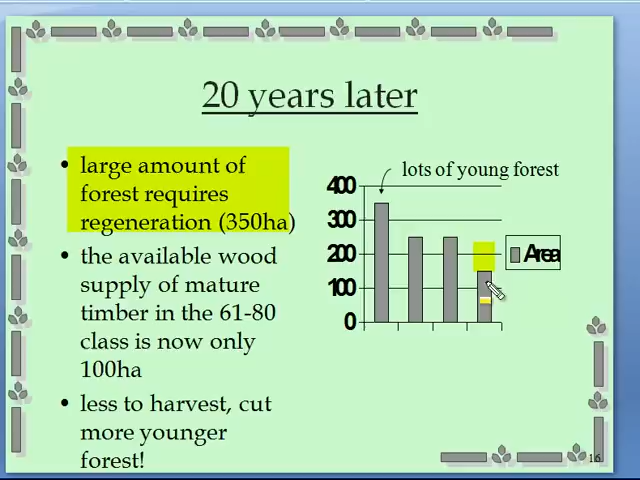 20 years later
• large amount of
forest requires
regeneration (350ha)
• the available wood
supply of mature
timber in the 61-80
class is now only
100ha
• less to harvest, cut
more younger
forest!
lots of young forest
400
300
200
100
0
Area
16